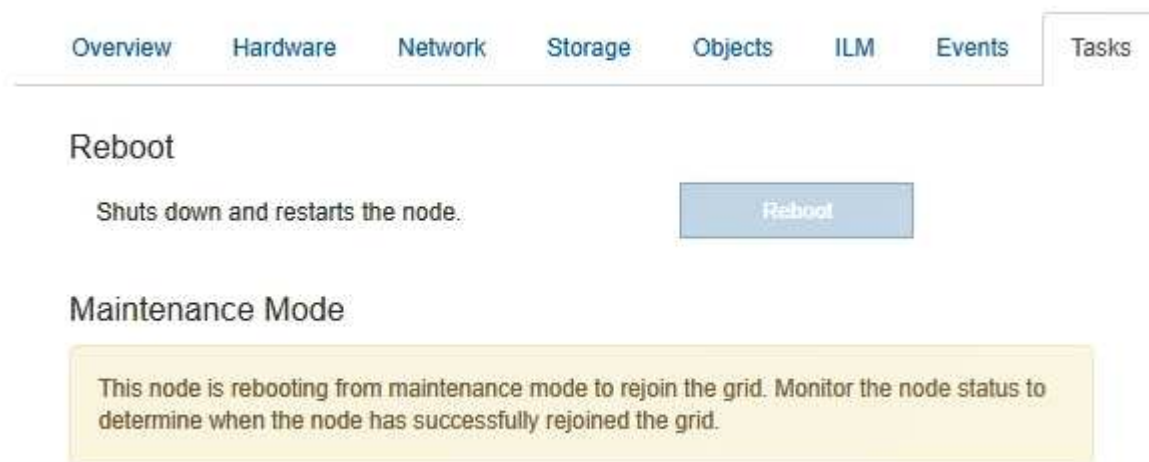 Overview Hardware Network Storage Objects ILM Events Tasks
Reboot
Shuts down and restarts the node. Reboot
Maintenance Mode
This node is rebooting from maintenance mode to rejoin the grid. Monitor the node status to
determine when the node has successfully rejoined the grid.